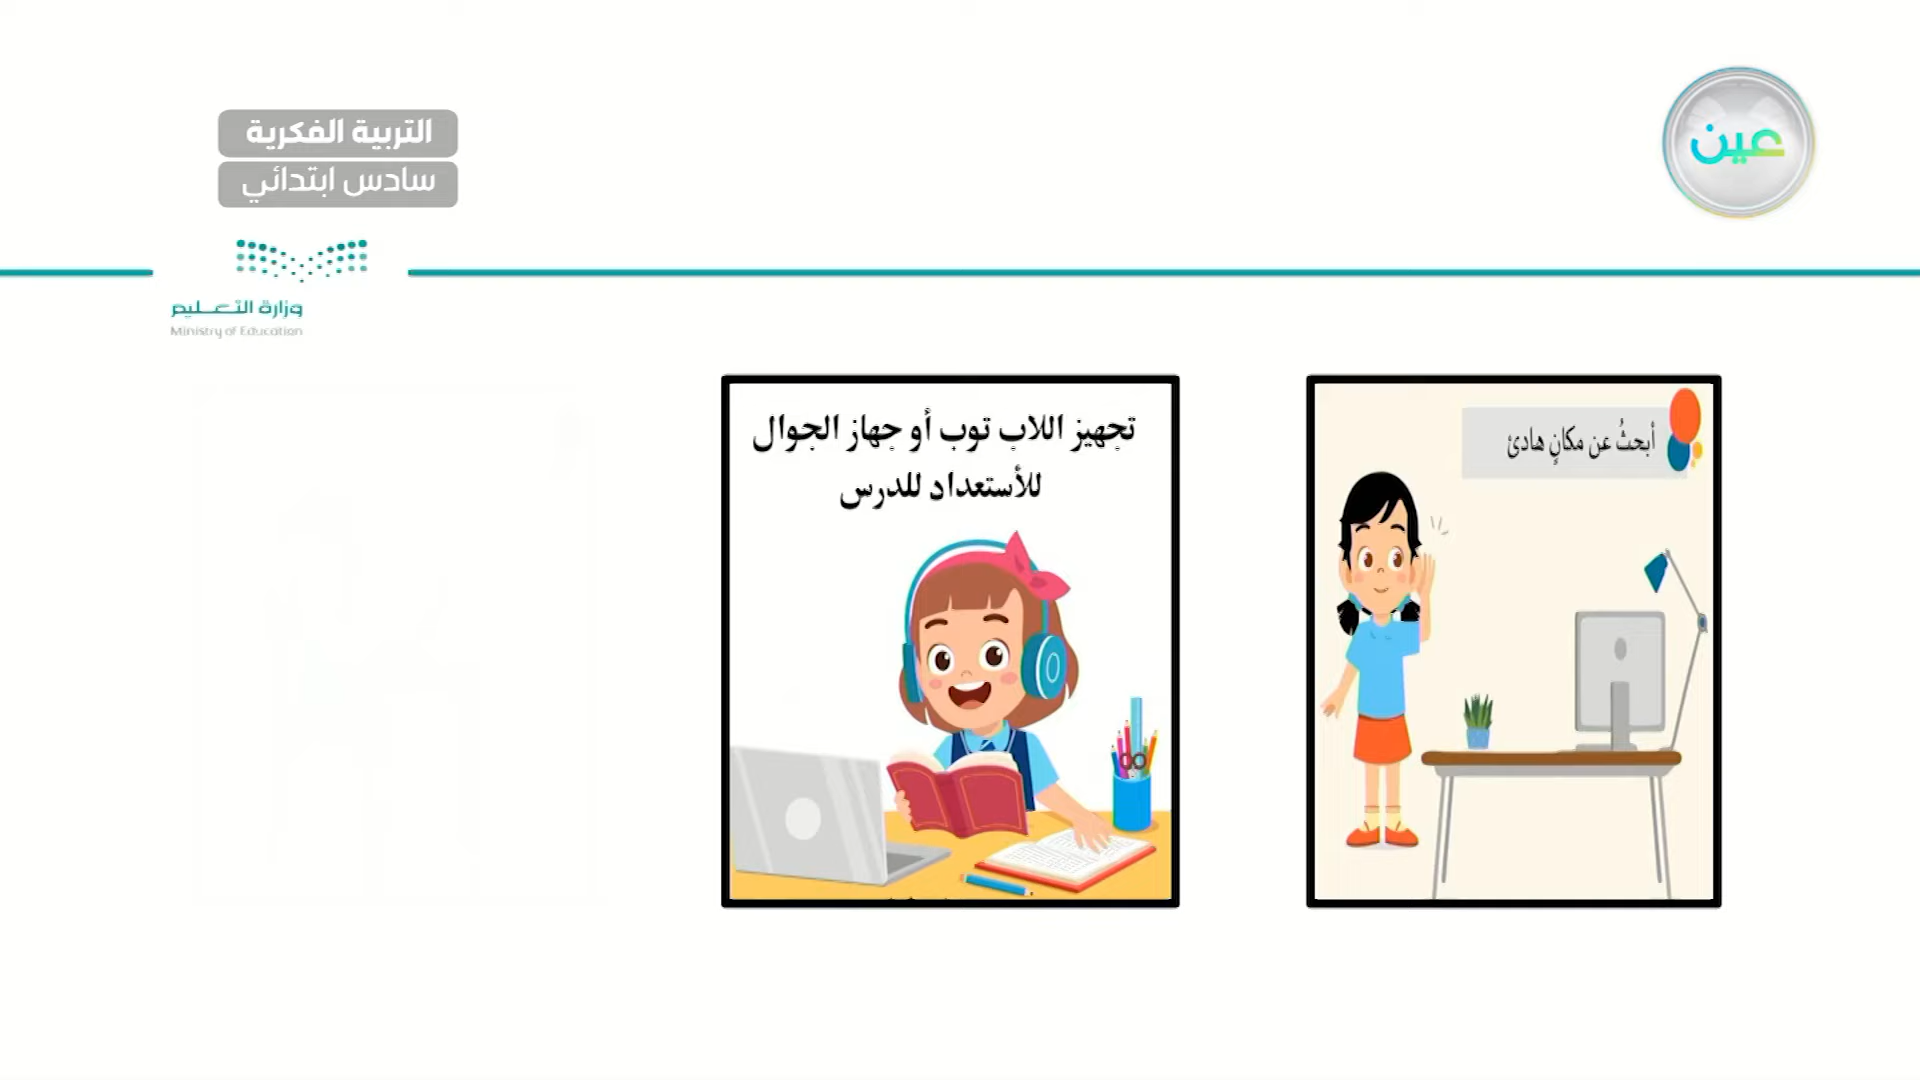 التربية الفكرية
سادس ابتدائي
عين
وزارة التعـليم
Ministry of Education
أبحثُ عن مكانٍ هادئ
تجهيز اللاب توب أو جهاز الجوال
للأستعداد للدرس